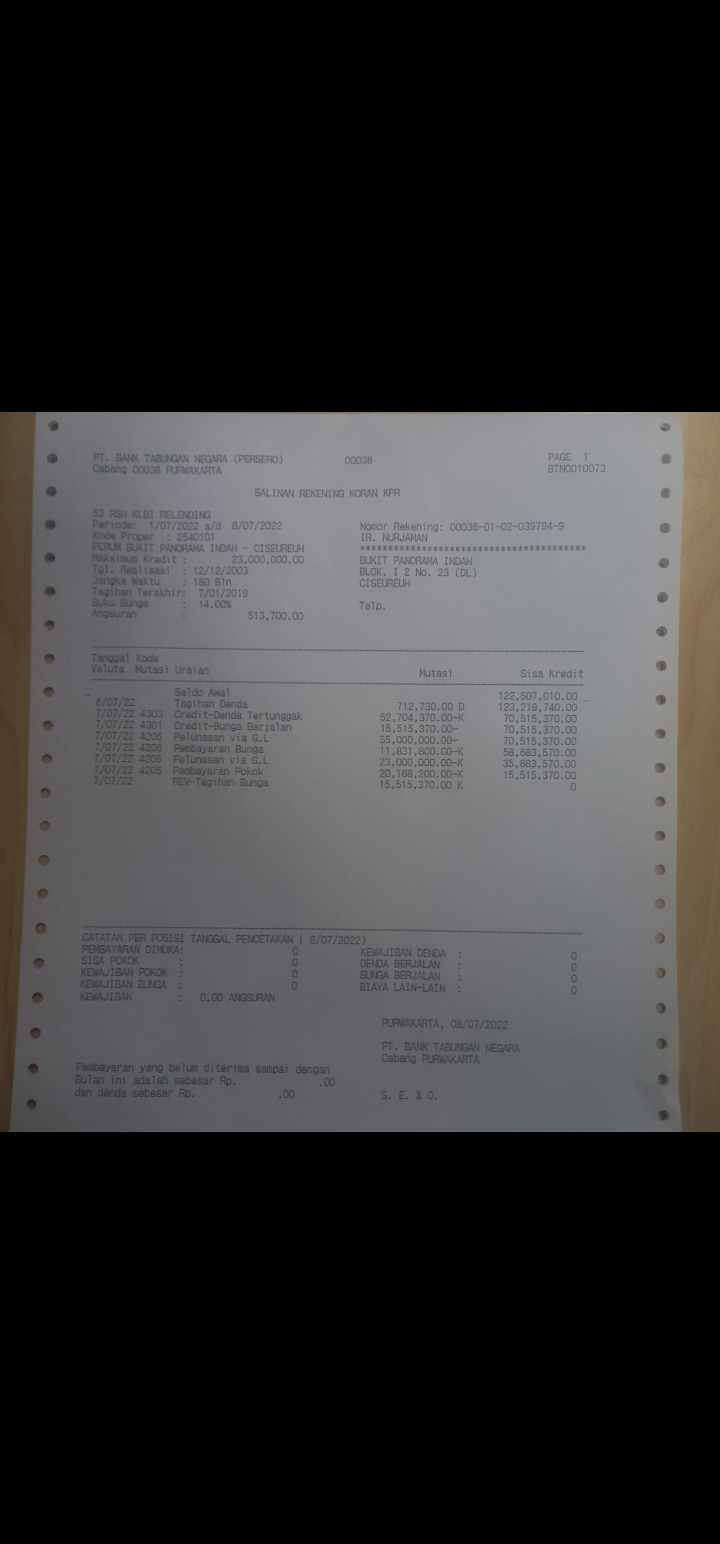 PT. BANK TABUNGAN NEGARA (PERSERO) 00036 PAGE 1
Cabang 00036 PURWAKARTA BTN0010073
SALINAN REKENING KORAN KPR
53 RSH KLBI RELENDING
Periode: 1/07/2022 s/d 8/07/2022 Nomor Rekening: 00036-01-02-039794-9
Kode Proper : 2540101 IR. NURJAMAN
PERUM BUKIT PANORAMA INDAH - CISEUREUH ****************************************
Maksimum Kredit : 23,000,000.00 BUKIT PANORAMA INDAH
Tgl. Realisasi : 12/12/2003 BLOK. I 2 No. 23 (DL)
Jangka Waktu : 180 Bln CISEUREUH
Tagihan Terakhir: 7/01/2019
Suku Bunga : 14.00% Telp.
Angsuran : 513,700.00
Tanggal Kode
Valuta Mutasi Uraian Mutasi Sisa Kredit
Saldo Awal 122,507,010.00
6/07/22 Tagihan Denda 712,730.00 D 123,219,740.00
7/07/22 4303 Credit-Denda Tertunggak 52,704,370.00-K 70,515,370.00
7/07/22 4301 Credit-Bunga Berjalan 15,515,370.00- 70,515,370.00
7/07/22 4205 Pelunasan via G.L 55,000,000.00- 70,515,370.00
7/07/22 4205 Pembayaran Bunga 11,831,800.00-K 58,683,570.00
7/07/22 4205 Pelunasan via G.L 23,000,000.00-K 35,683,570.00
7/07/22 4205 Pembayaran Pokok 20,168,200.00-K 15,515,370.00
7/07/22 REV-Tagihan Bunga 15,515,370.00 K 0
CATATAN PER POSISI TANGGAL PENCETAKAN ( 8/07/2022)
PEMBAYARAN DIMUKA: 0 KEWAJIBAN DENDA : 0
SISA POKOK : 0 DENDA BERJALAN : 0
KEWAJIBAN POKOK : 0 BUNGA BERJALAN : 0
KEWAJIBAN BUNGA : 0 BIAYA LAIN-LAIN : 0
KEWAJIBAN : 0.00 ANGSURAN
PURWAKARTA, 08/07/2022
PT. BANK TABUNGAN NEGARA
Cabang PURWAKARTA
Pembayaran yang belum diterima sampai dengan
Bulan ini adalah sebesar Rp. .00
dan denda sebesar Rp. .00 S. E. & O.